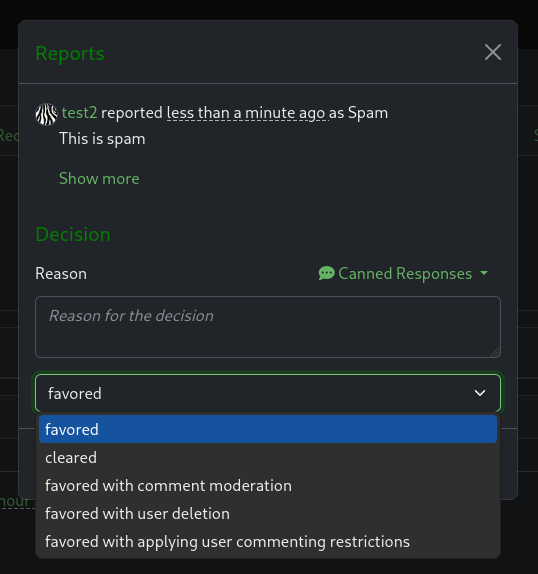 Reports
test2 reported less than a minute ago as Spam
This is spam
Show more
Decision
Reason
Canned Responses
Reason for the decision
favored
favored
cleared
favored with comment moderation
hour
favored with user deletion
favored with applying user commenting restrictions